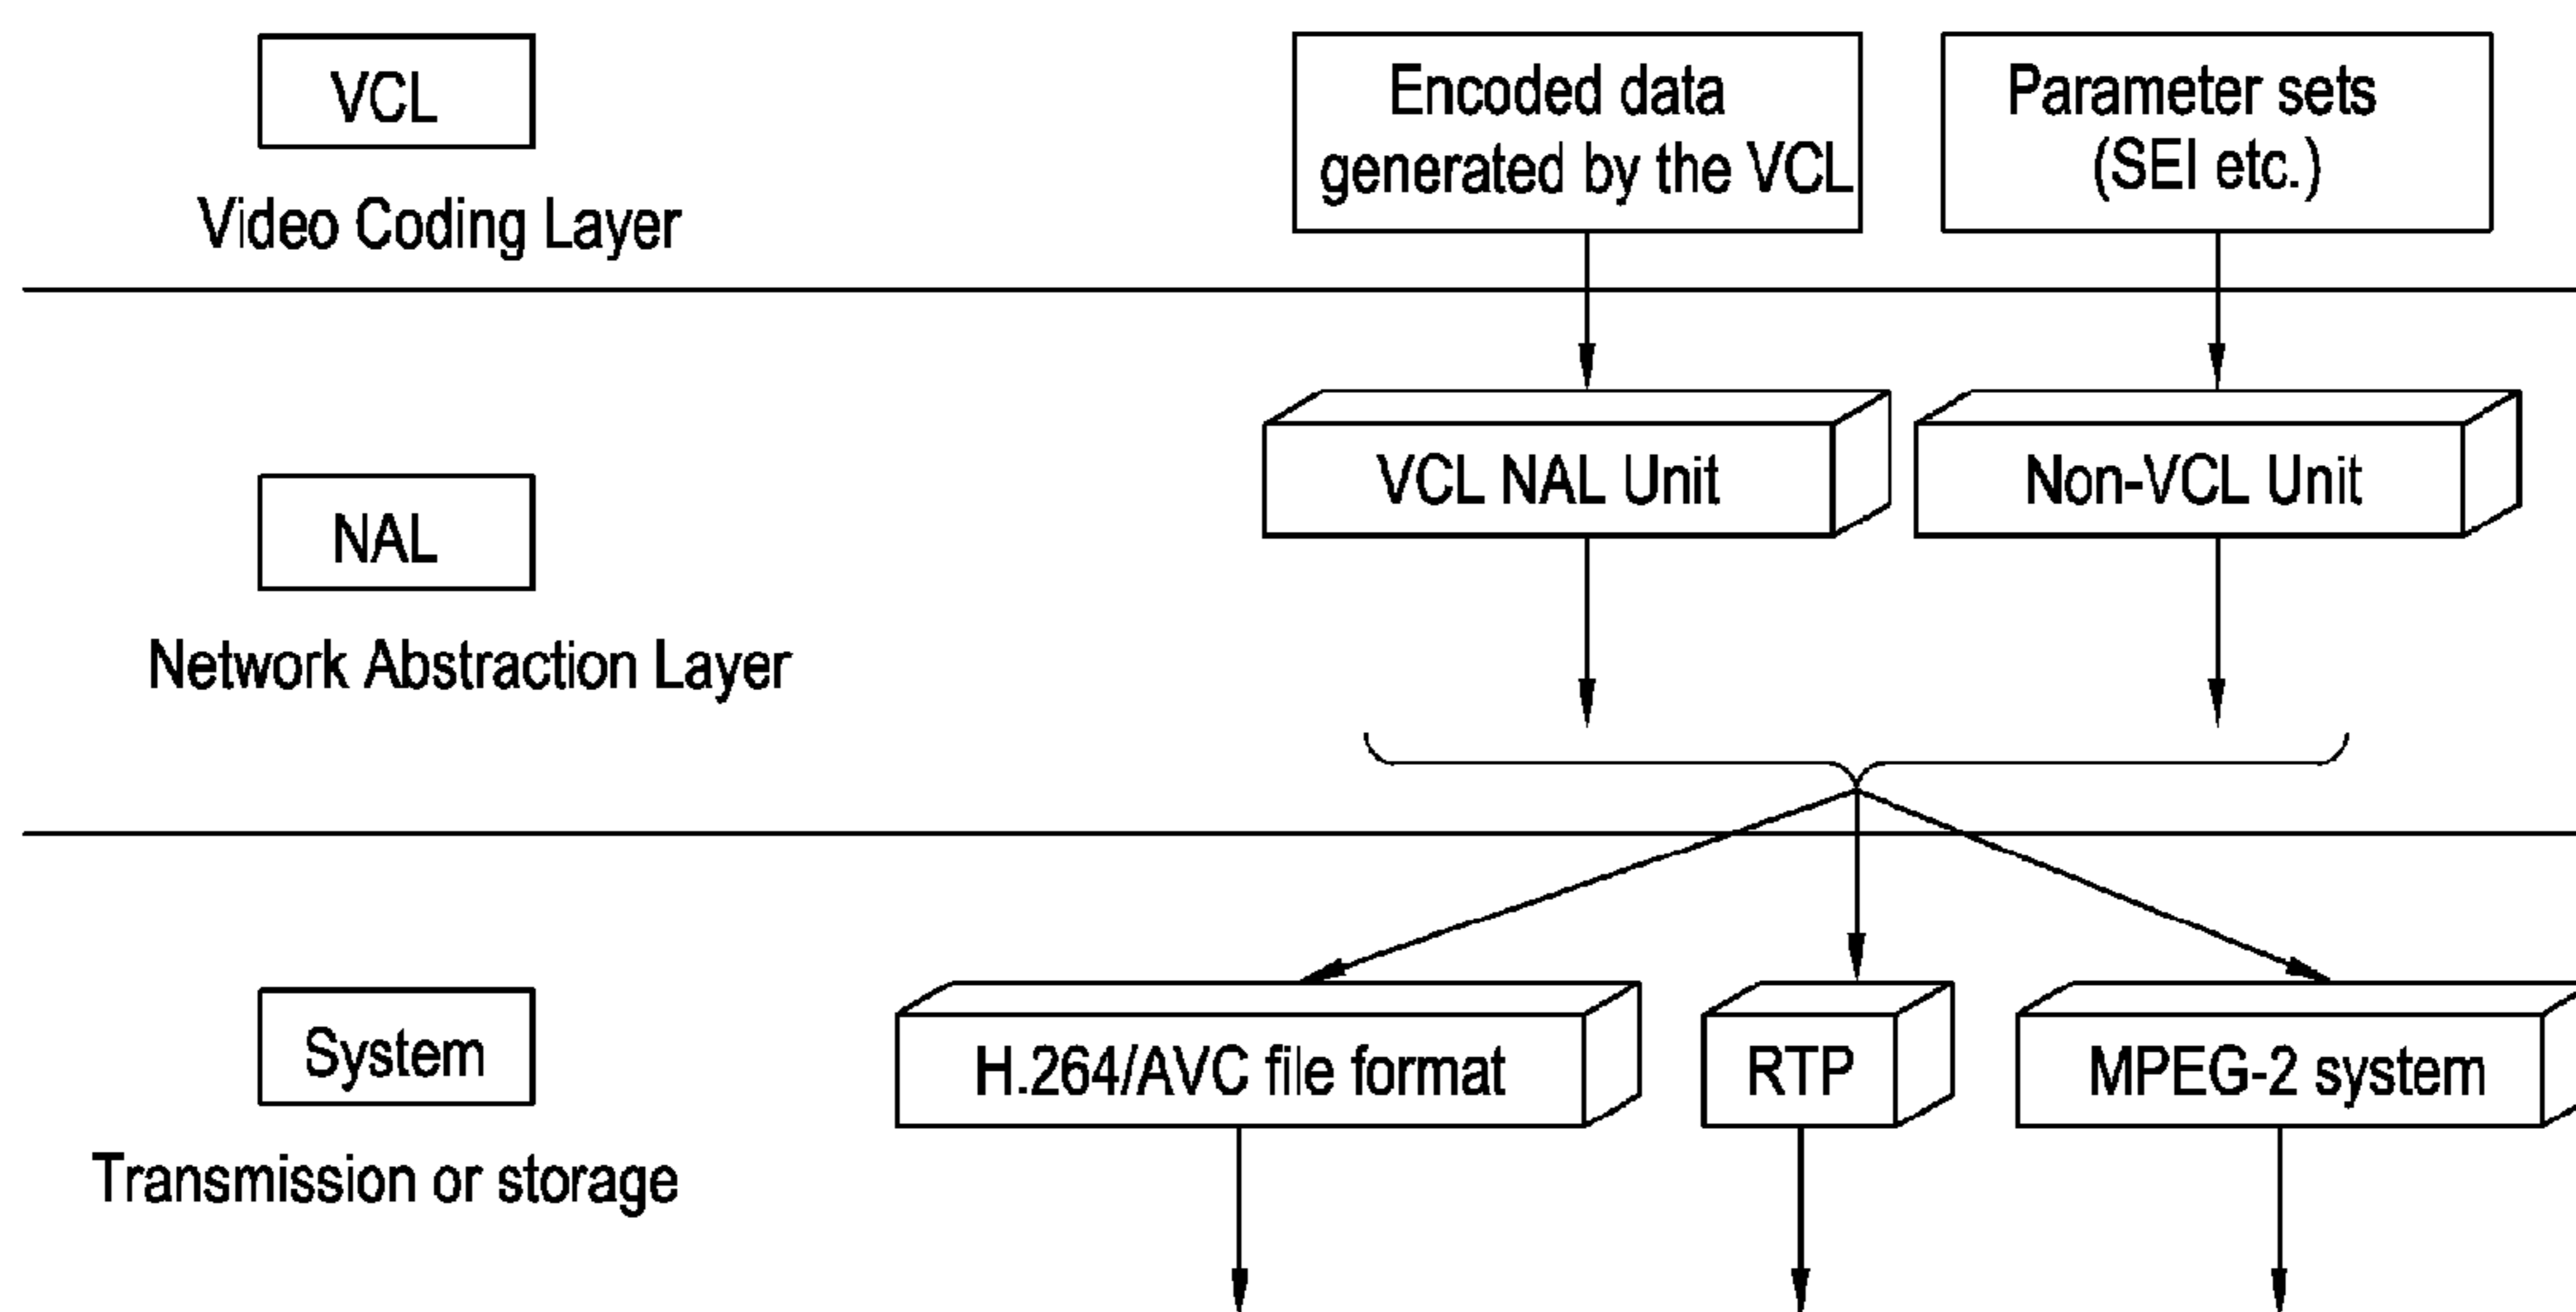 VCL
Video Coding Layer
Encoded data
generated by the VCL
Parameter sets
(SEI etc.)
NAL
Network Abstraction Layer
VCL NAL Unit
Non-VCL Unit
System
Transmission or storage
H.264/AVC file format
RTP
MPEG-2 system